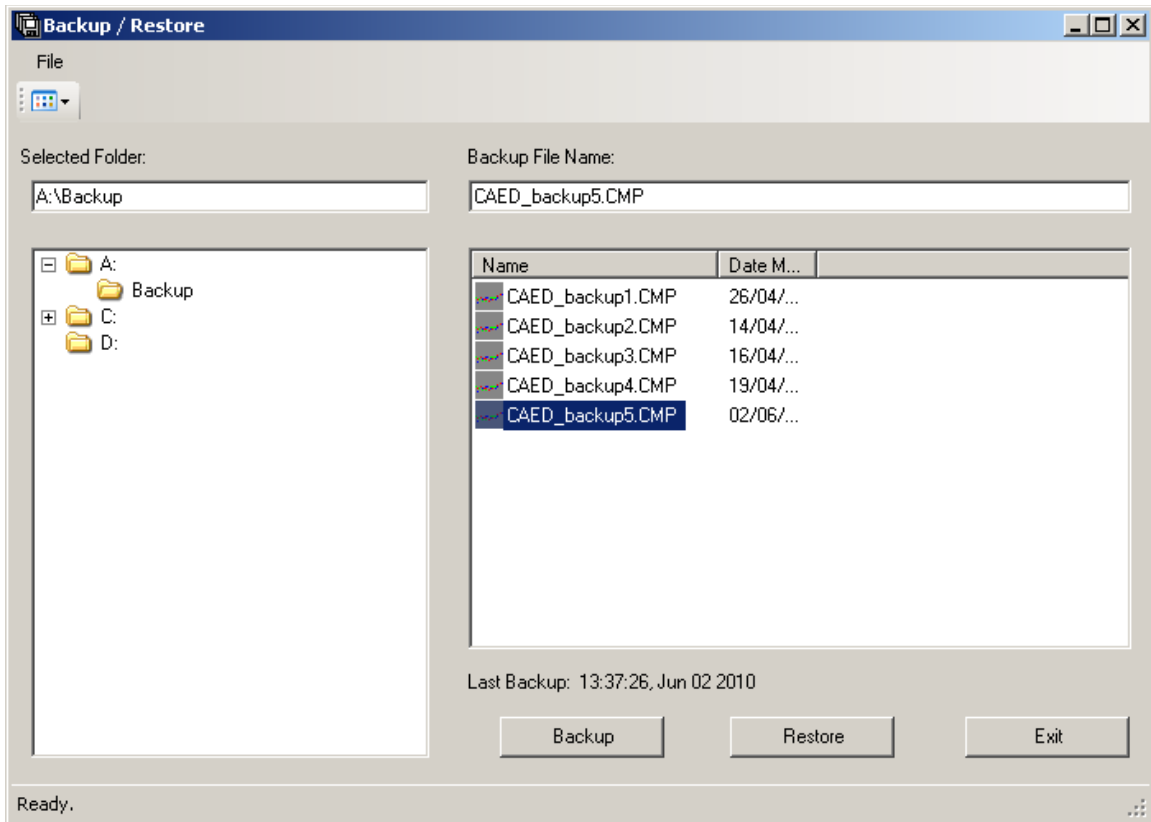 Backup / Restore
File
Selected Folder:
Backup File Name:
A:\Backup
CAED_backup5.CMP
A:
Backup
C:
D:
Name Date M...
CAED_backup1.CMP 26/04/...
CAED_backup2.CMP 14/04/...
CAED_backup3.CMP 16/04/...
CAED_backup4.CMP 19/04/...
CAED_backup5.CMP 02/06/...
Last Backup: 13:37:26, Jun 02 2010
Backup Restore Exit
Ready.